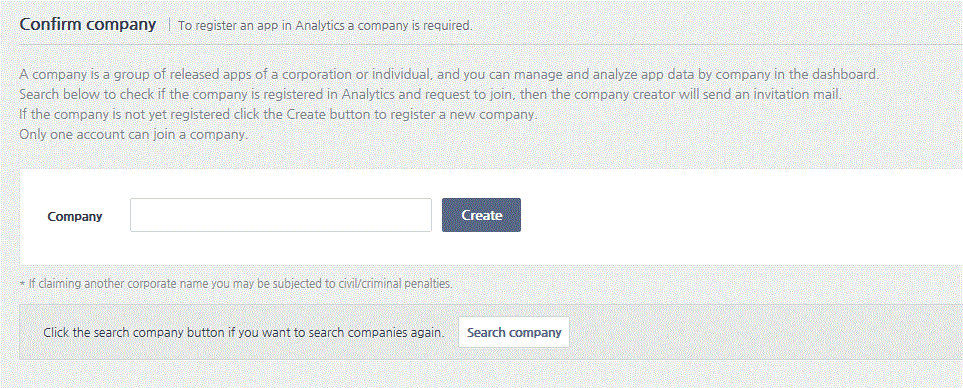 Confirm company | To register an app in Analytics a company is required.
A company is a group of released apps of a corporation or individual, and you can manage and analyze app data by company in the dashboard.
Search below to check if the company is registered in Analytics and request to join, then the company creator will send an invitation mail.
If the company is not yet registered click the Create button to register a new company.
Only one account can join a company.
Company Create
* If claiming another corporate name you may be subjected to civil/criminal penalties.
Click the search company button if you want to search companies again. Search company